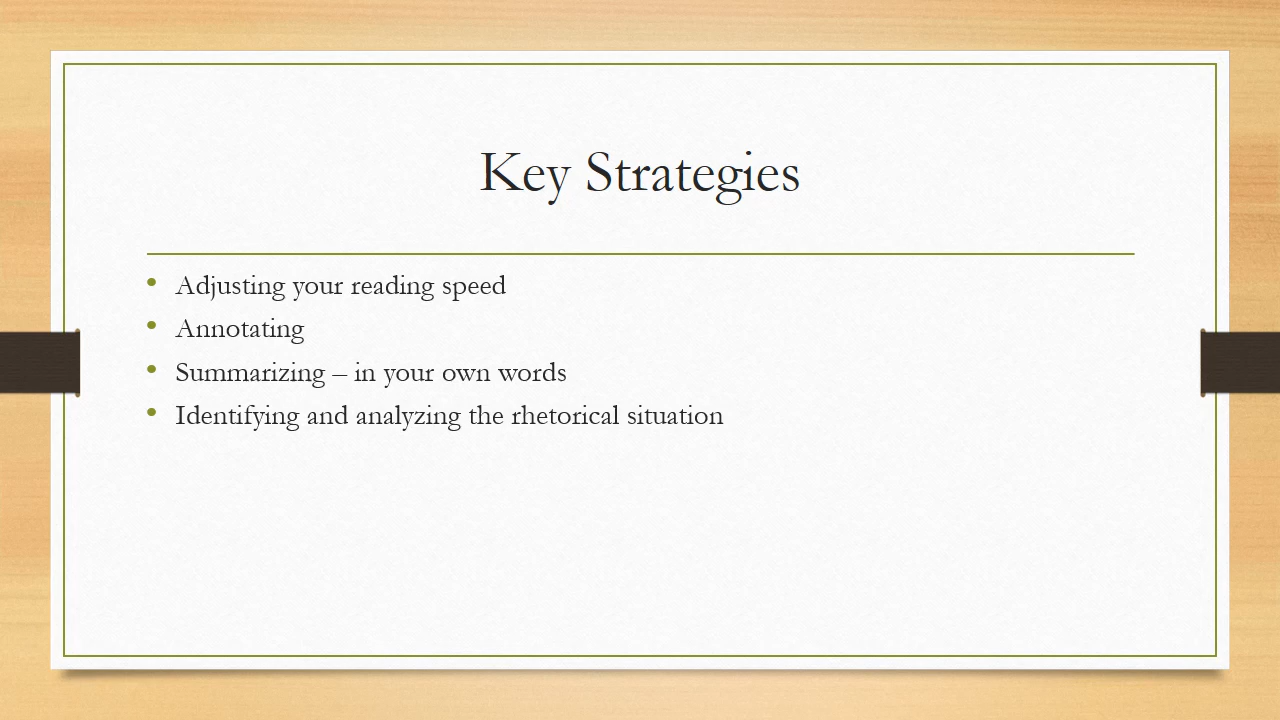 Key Strategies
• Adjusting your reading speed
• Annotating
• Summarizing – in your own words
• Identifying and analyzing the rhetorical situation